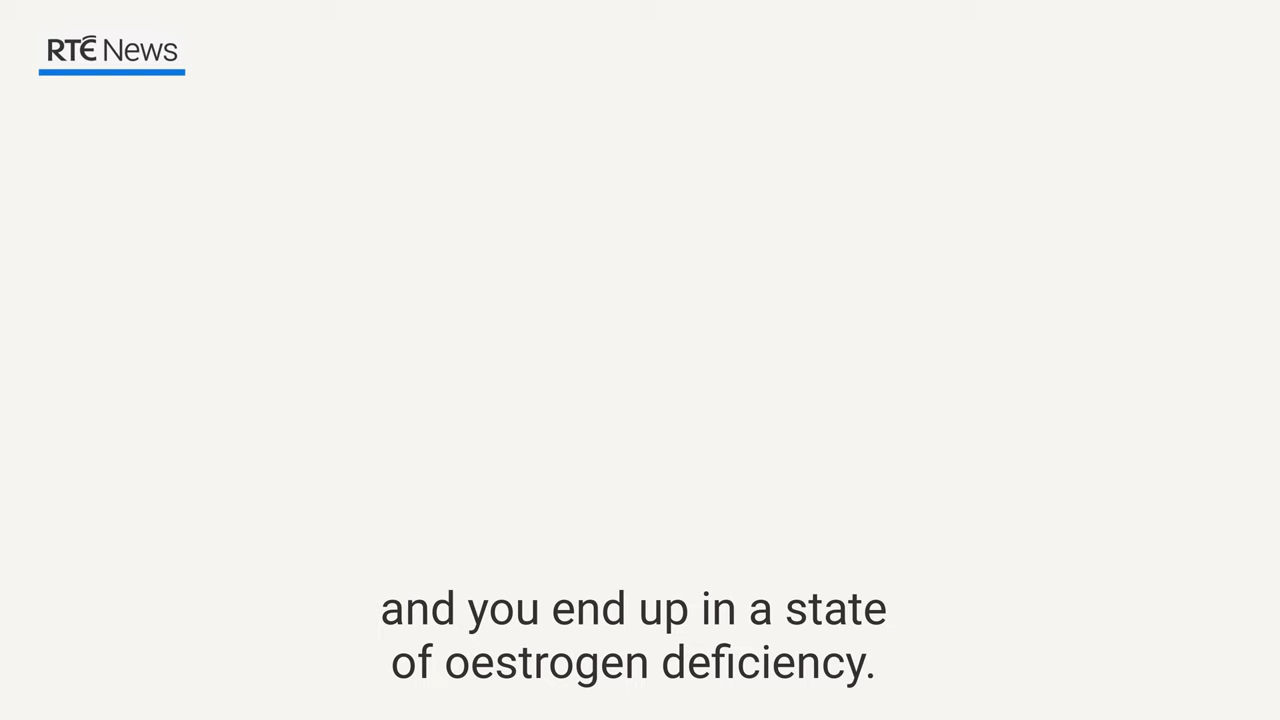 RTÉ News
and you end up in a state
of oestrogen deficiency.